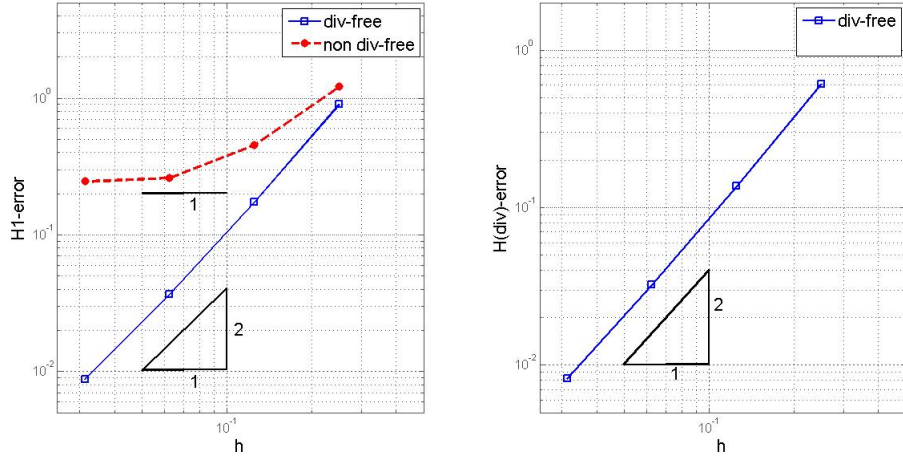 div-free
non div-free
10^0
10^-1
10^-2
H1-error
1
2
1
10^-1
h
div-free
10^0
10^-1
10^-2
H(div)-error
2
1
10^-1
h